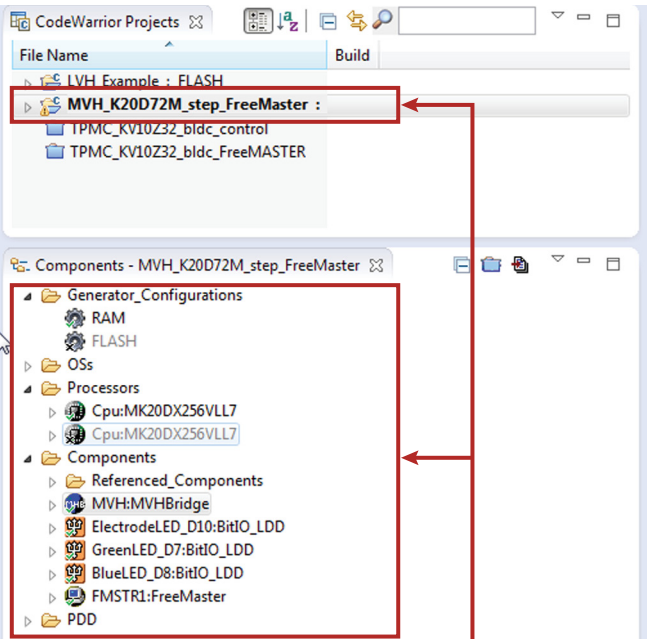 CodeWarrior Projects
File Name Build
LVH_Example : FLASH
MVH_K20D72M_step_FreeMaster :
TPMC_KV10Z32_bldc_control
TPMC_KV10Z32_bldc_FreeMASTER
Components - MVH_K20D72M_step_FreeMaster
Generator_Configurations
RAM
FLASH
OSs
Processors
Cpu:MK20DX256VLL7
Cpu:MK20DX256VLL7
Components
Referenced_Components
MVH:MVHBridge
ElectrodeLED_D10:BitIO_LDD
GreenLED_D7:BitIO_LDD
BlueLED_D8:BitIO_LDD
FMSTR1:FreeMaster
PDD